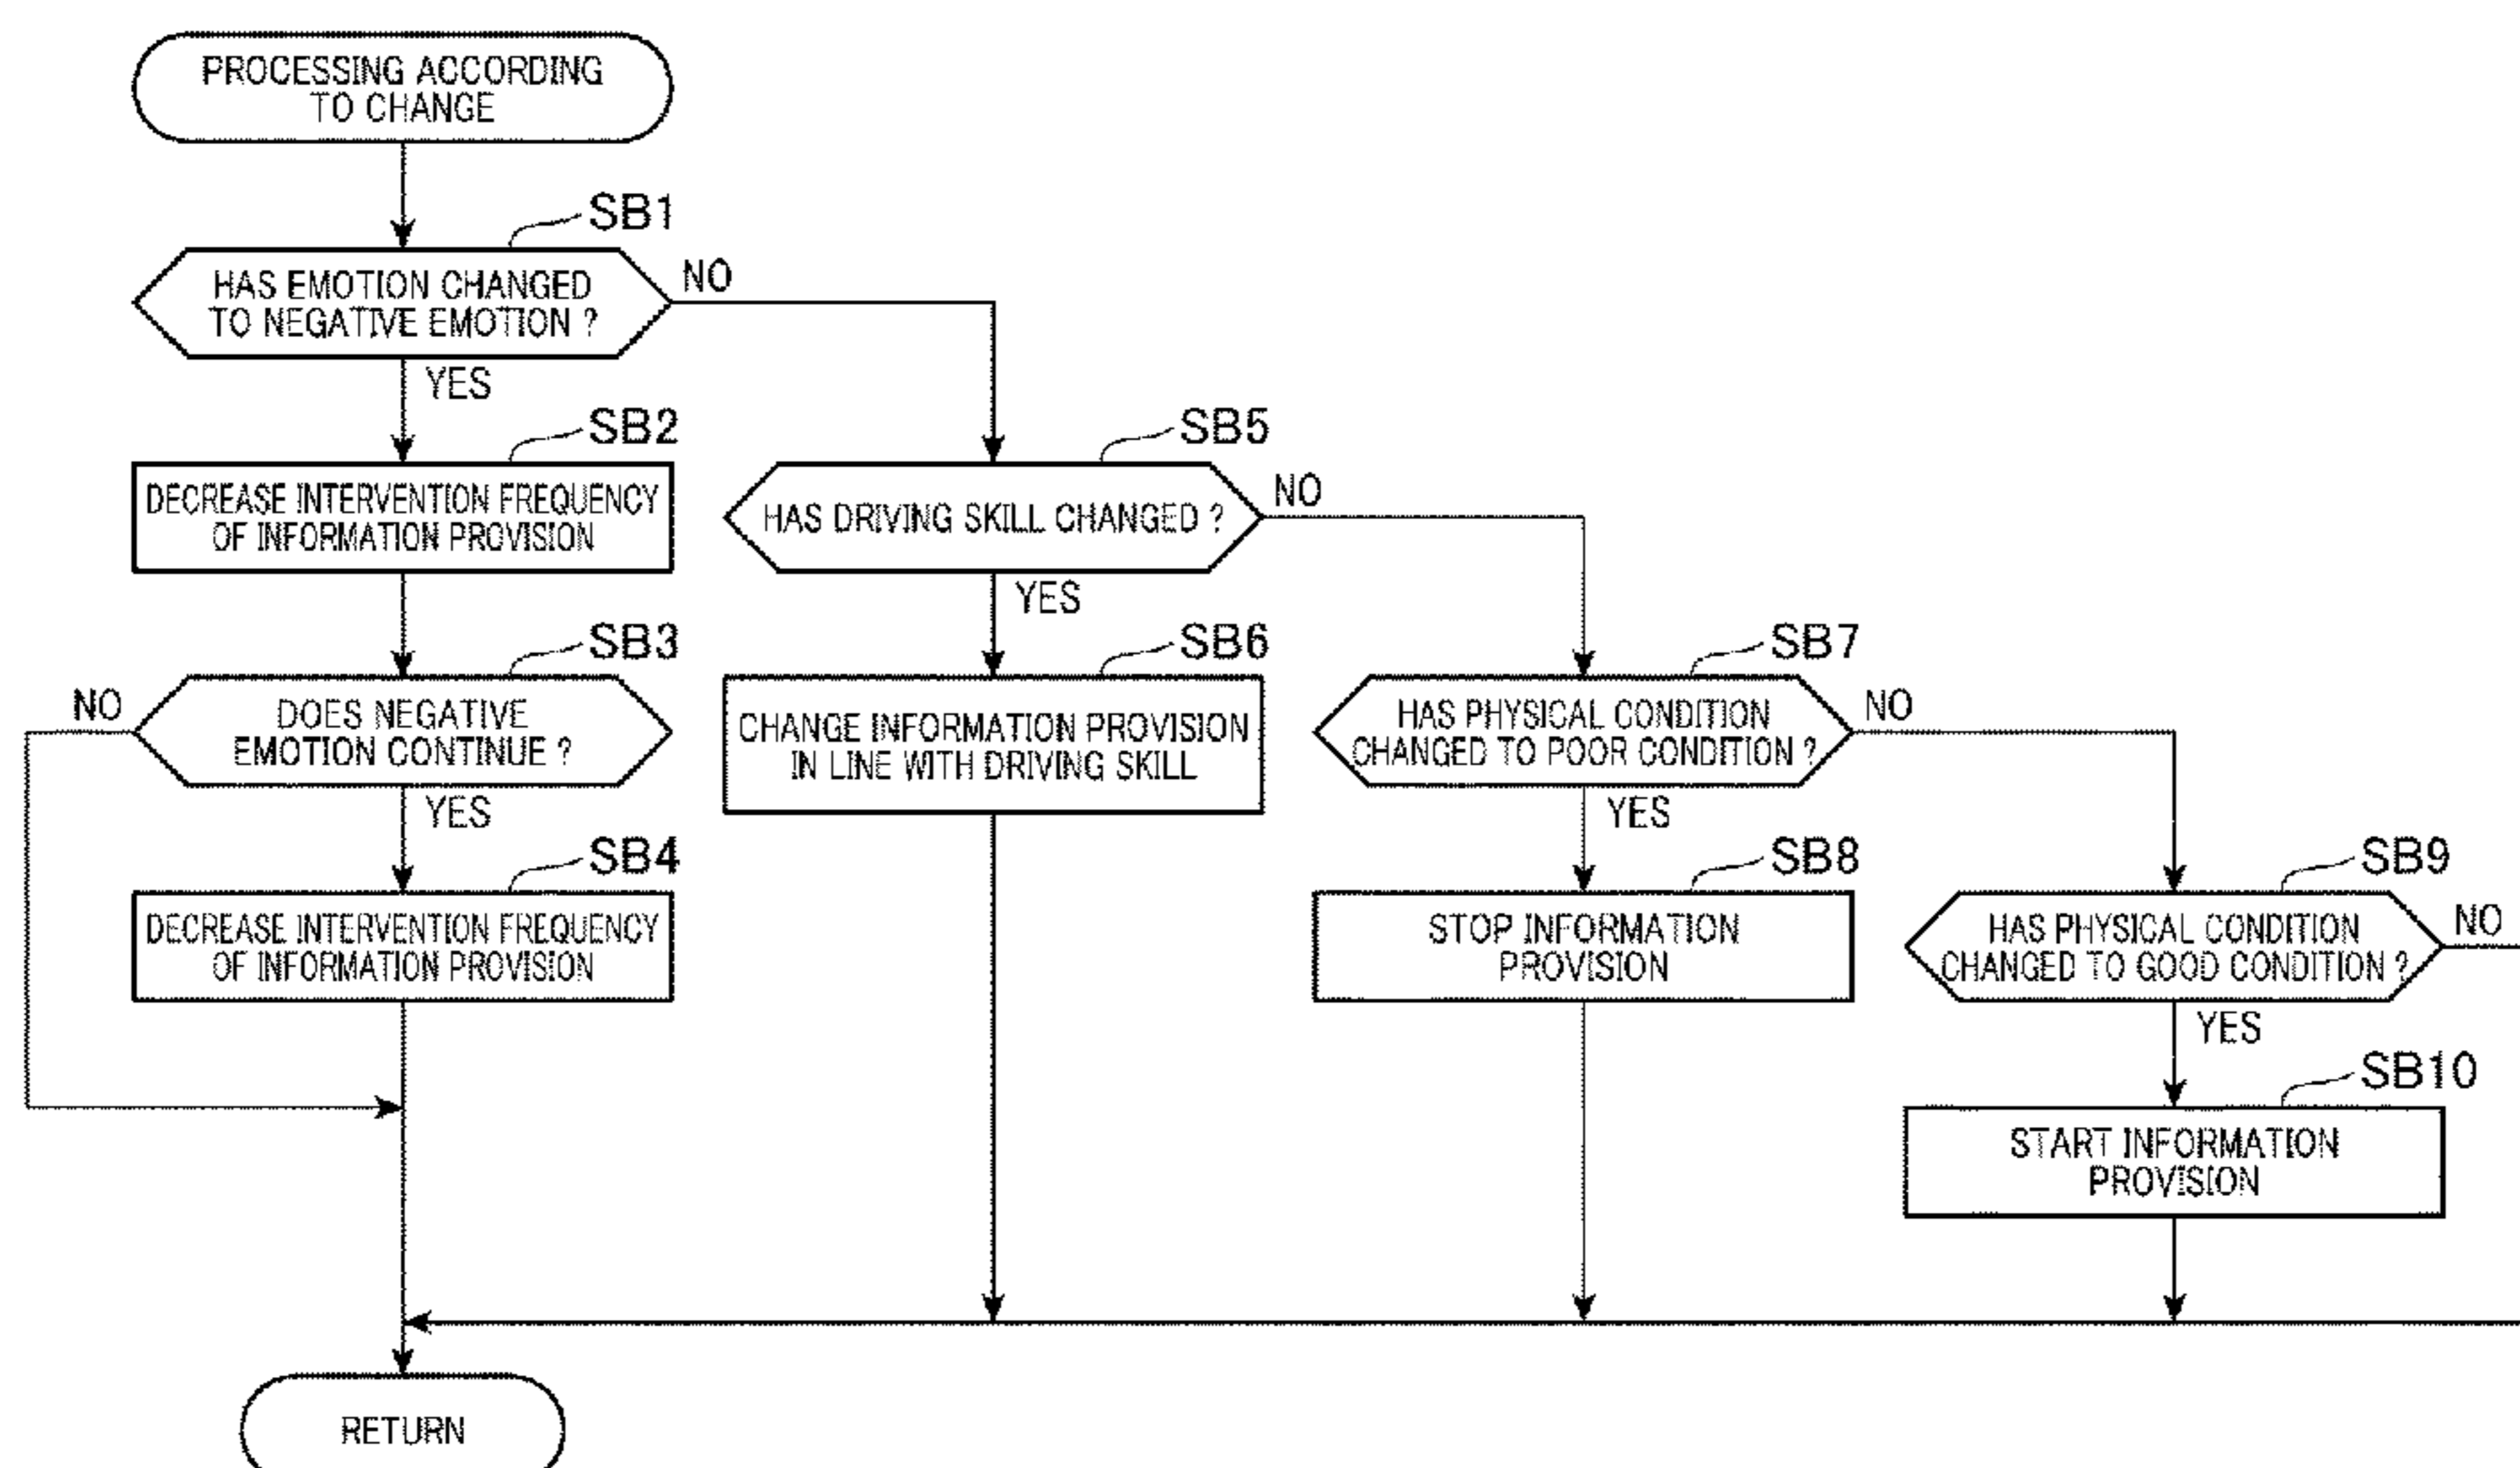 PROCESSING ACCORDING
TO CHANGE
SB1
HAS EMOTION CHANGED
TO NEGATIVE EMOTION ?
NO
YES
SB2
DECREASE INTERVENTION FREQUENCY
OF INFORMATION PROVISION
SB3
DOES NEGATIVE
EMOTION CONTINUE ?
NO
YES
SB4
DECREASE INTERVENTION FREQUENCY
OF INFORMATION PROVISION
SB5
HAS DRIVING SKILL CHANGED ?
NO
YES
SB6
CHANGE INFORMATION PROVISION
IN LINE WITH DRIVING SKILL
SB7
HAS PHYSICAL CONDITION
CHANGED TO POOR CONDITION ?
NO
YES
SB8
STOP INFORMATION
PROVISION
SB9
HAS PHYSICAL CONDITION
CHANGED TO GOOD CONDITION ?
NO
YES
SB10
START INFORMATION
PROVISION
RETURN